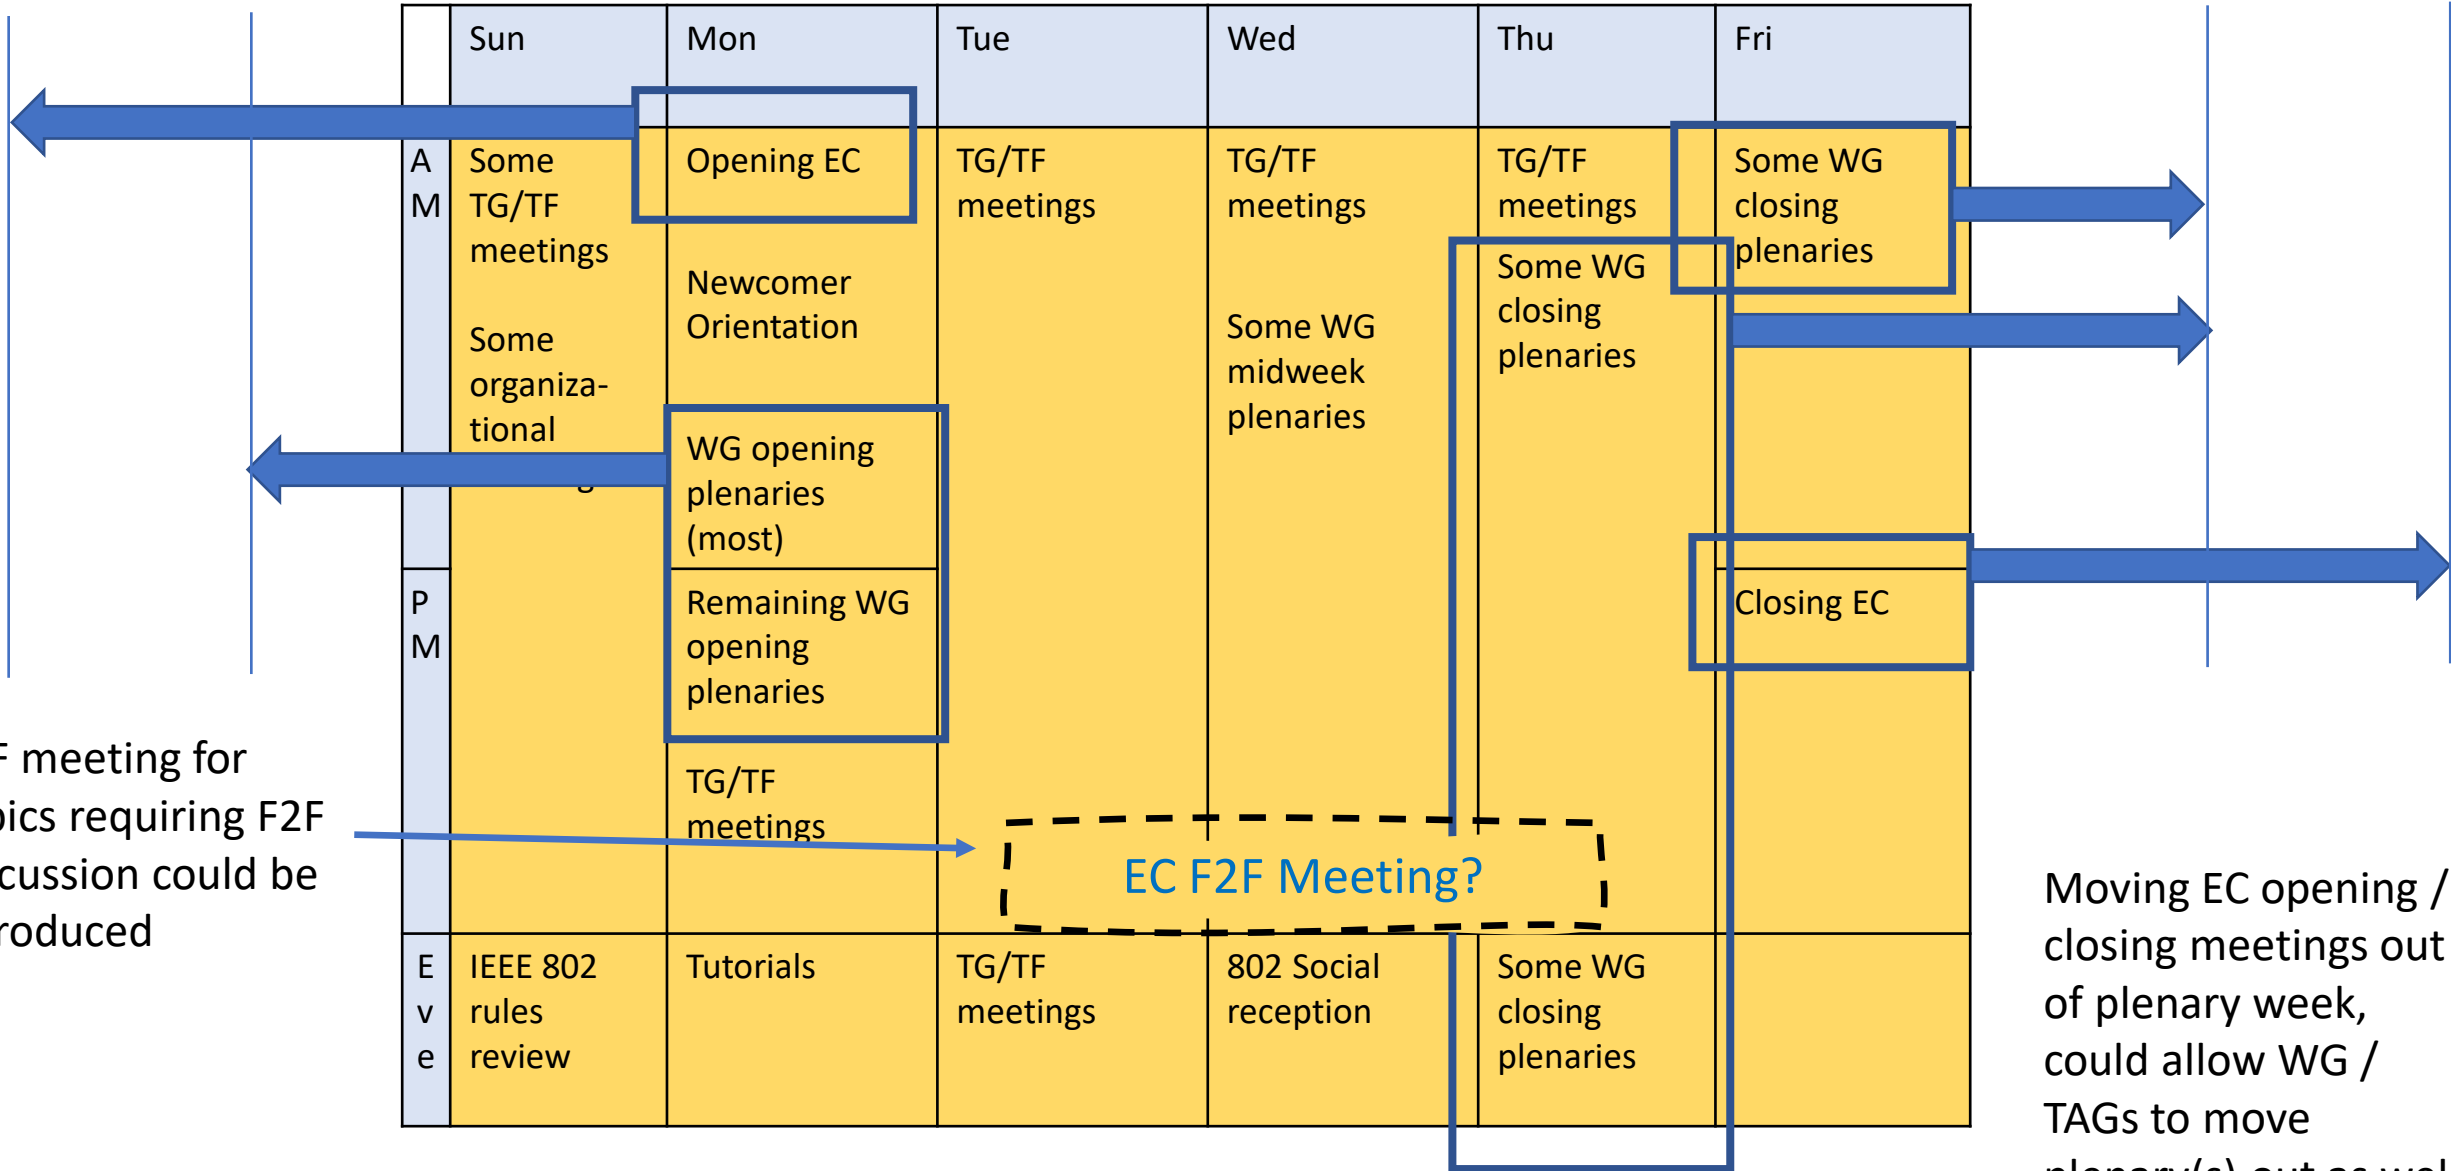 Sun
Mon
Tue
Wed
Thu
Fri
A
M
Some
TG/TF
meetings
Some
organiza-
tional
Opening EC
Newcomer
Orientation
WG opening
plenaries
(most)
TG/TF
meetings
TG/TF
meetings
Some WG
midweek
plenaries
TG/TF
meetings
Some WG
closing
plenaries
Some WG
closing
plenaries
P
M
Remaining WG
opening
plenaries
TG/TF
meetings
Closing EC
EC F2F Meeting?
E
v
e
IEEE 802
rules
review
Tutorials
TG/TF
meetings
802 Social
reception
Some WG
closing
plenaries
meeting for
requiring F2F
could be
Moving EC opening /
closing meetings out
of plenary week,
could allow WG /
TAGs to move
plenary(s) out as well